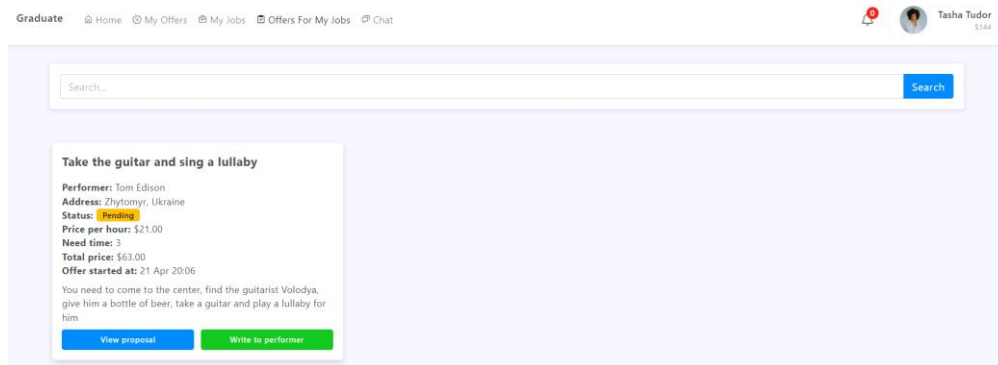 Graduate Home My Offers My Jobs Offers For My Jobs Chat 0 Tasha Tudor
$144
Search... Search
Take the guitar and sing a lullaby
Performer: Tom Edison
Address: Zhytomyr, Ukraine
Status: Pending
Price per hour: $21.00
Need time: 3
Total price: $63.00
Offer started at: 21 Apr 20:06
You need to come to the center, find the guitarist Volodya,
give him a bottle of beer, take a guitar and play a lullaby for
him
View proposal Write to performer